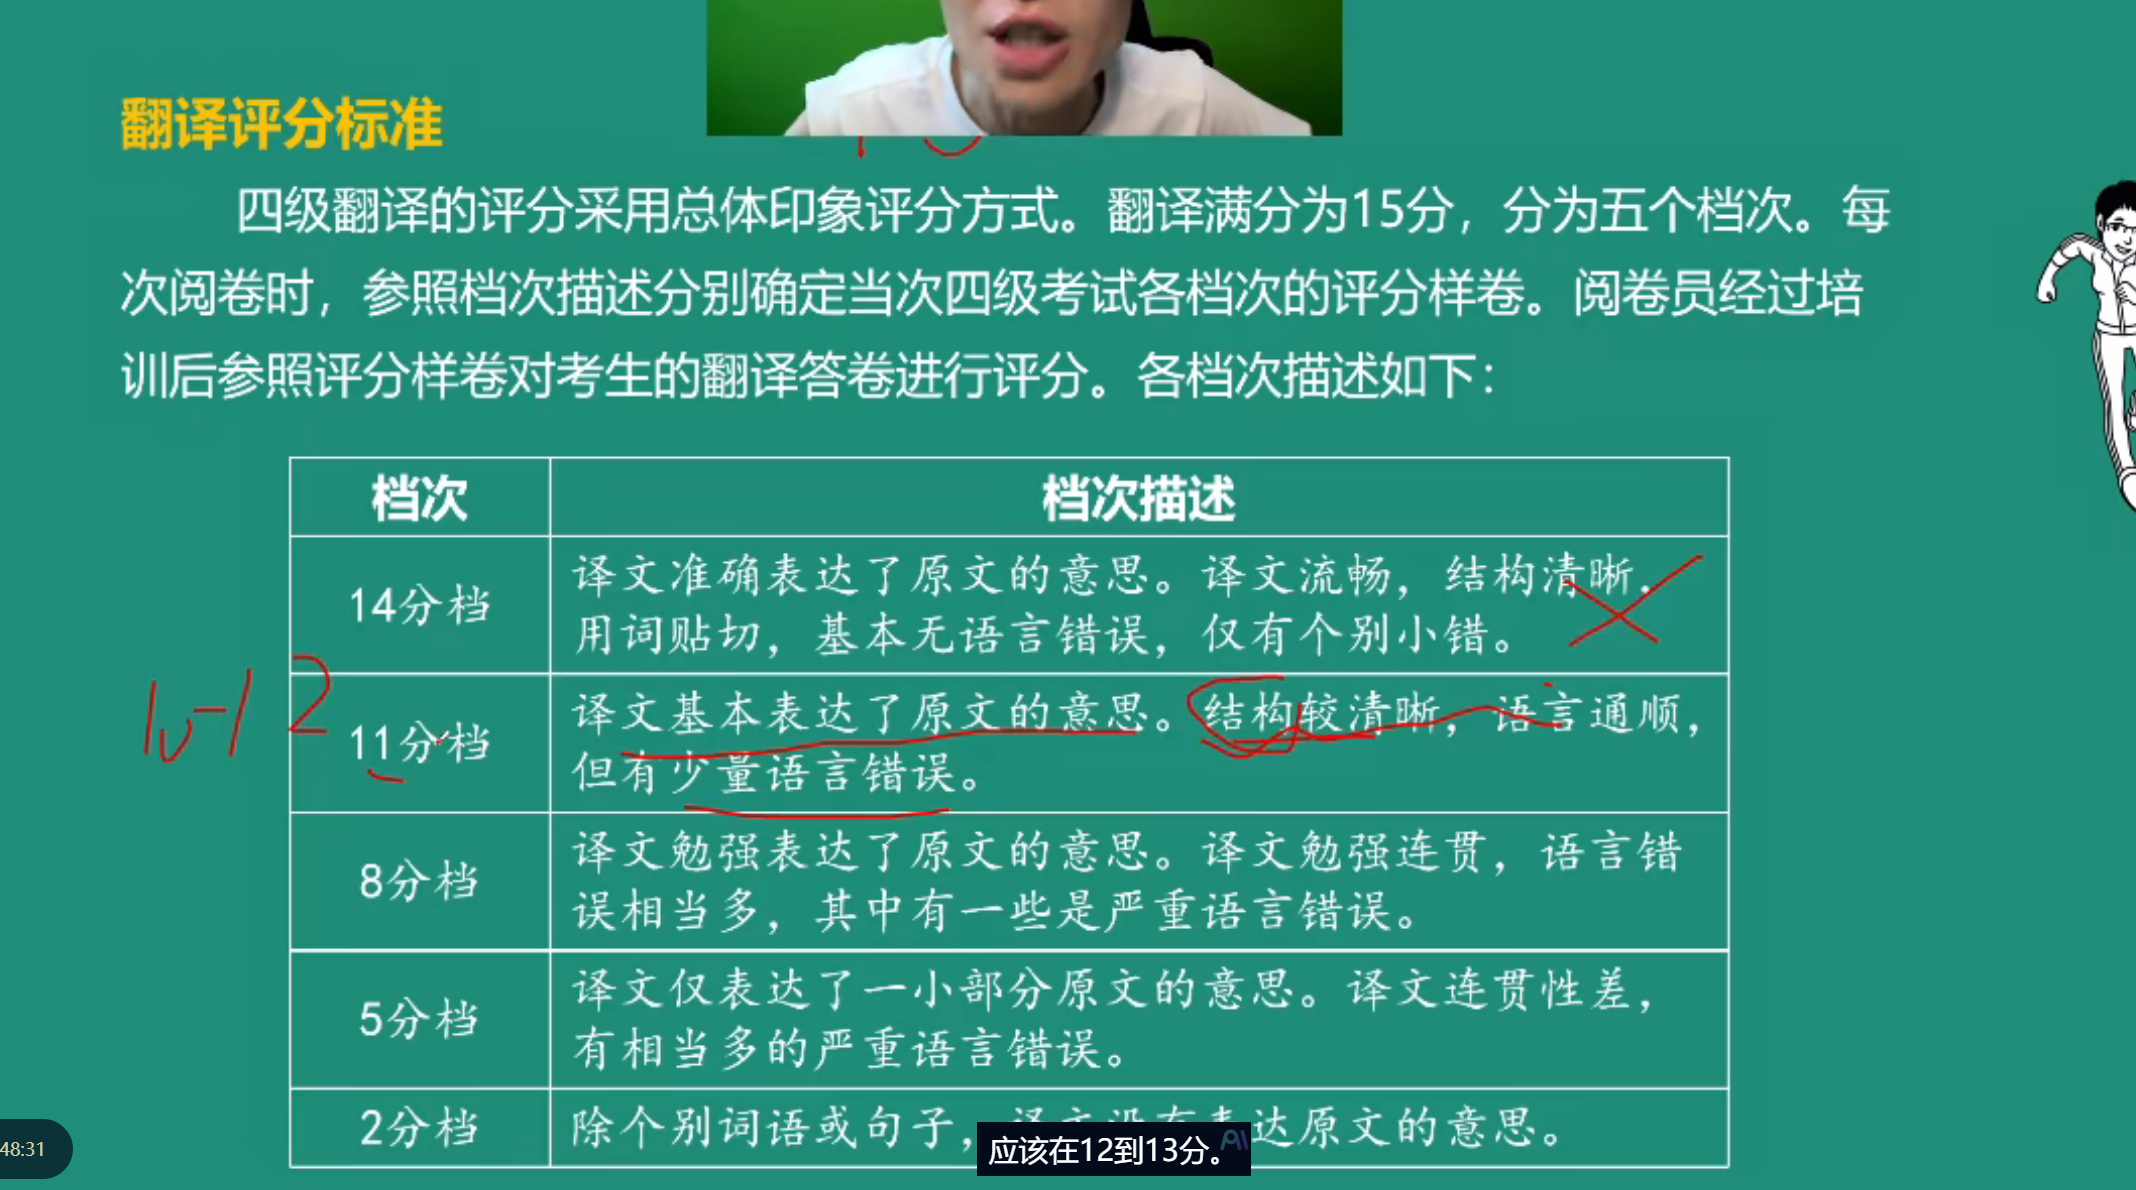 翻译评分标准
四级翻译的评分采用总体印象评分方式。翻译满分为15分，分为五个档次。每
次阅卷时，参照档次描述分别确定当次四级考试各档次的评分样卷。阅卷员经过培
训后参照评分样卷对考生的翻译答卷进行评分。各档次描述如下：
档次 档次描述
14分档 译文准确表达了原文的意思。译文流畅，结构清晰，
用词贴切，基本无语言错误，仅有个别小错。
10-12
11分档 译文基本表达了原文的意思。结构较清晰，语言通顺，
但有少量语言错误。
8分档 译文勉强表达了原文的意思。译文勉强连贯，语言错
误相当多，其中有一些是严重语言错误。
5分档 译文仅表达了一小部分原文的意思。译文连贯性差，
有相当多的严重语言错误。
2分档 除个别词语或句子，译文没有表达原文的意思。
应该在12到13分。AI
48:31